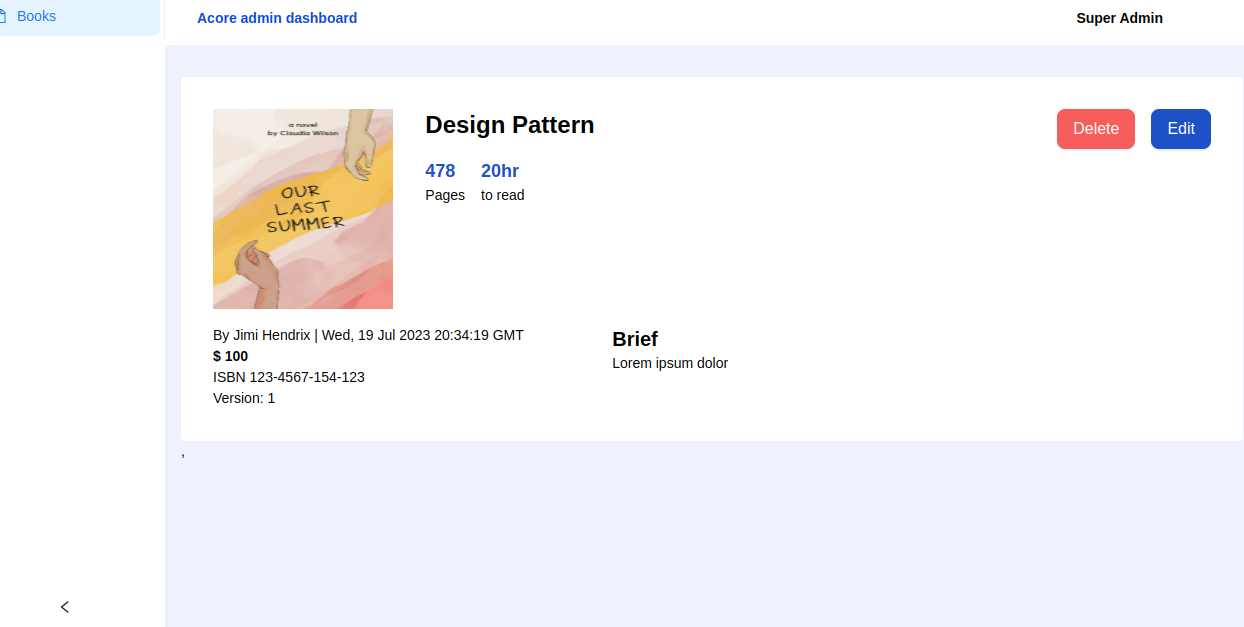 Books
Acore admin dashboard
Super Admin
a novel
by Claudia Wilson
OUR
LAST
SUMMER
Design Pattern
Delete
Edit
478 20hr
Pages to read
By Jimi Hendrix | Wed, 19 Jul 2023 20:34:19 GMT
$ 100
ISBN 123-4567-154-123
Version: 1
Brief
Lorem ipsum dolor
,